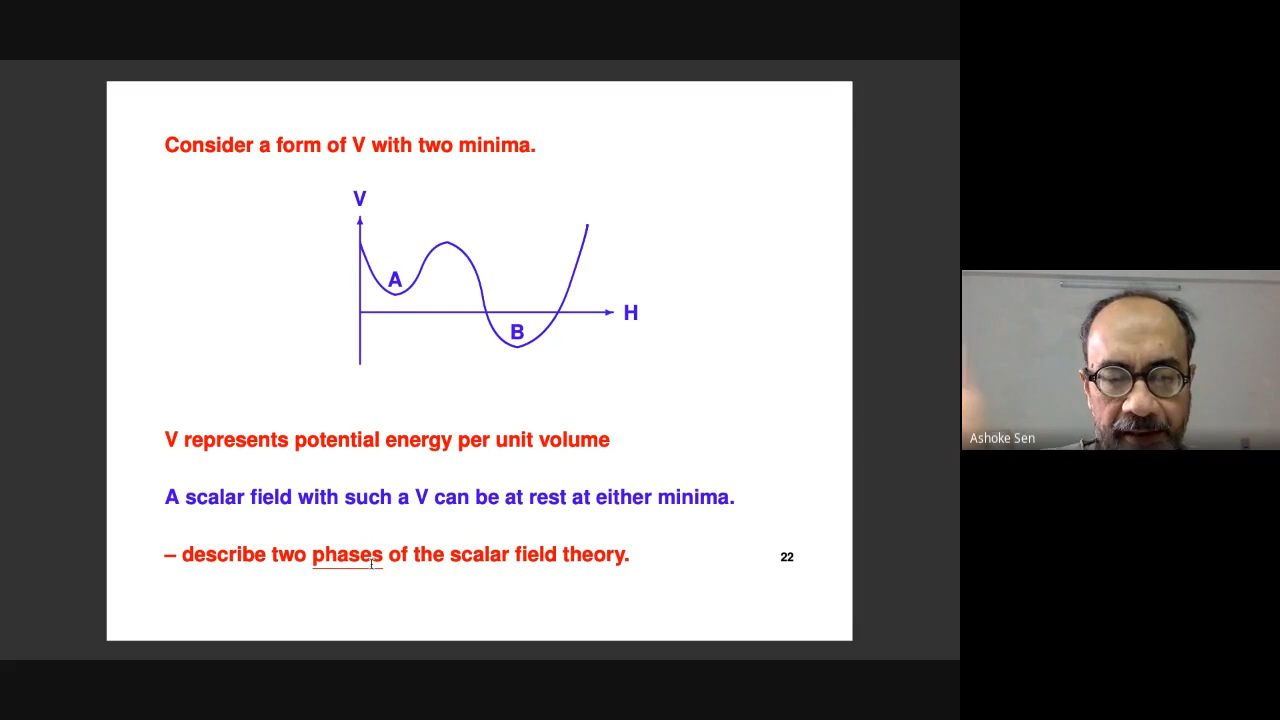 Consider a form of V with two minima.
V
A
H
B
V represents potential energy per unit volume
A scalar field with such a V can be at rest at either minima.
– describe two phases of the scalar field theory.
22
Ashoke Sen